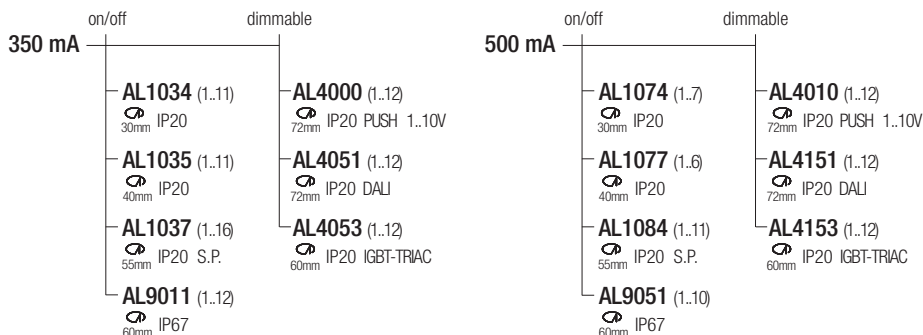 on/off dimmable
350 mA
AL1034 (1..11)
30mm IP20
AL1035 (1..11)
40mm IP20
AL1037 (1..16)
55mm IP20 S.P.
AL9011 (1..12)
60mm IP67
AL4000 (1..12)
72mm IP20 PUSH 1..10V
AL4051 (1..12)
72mm IP20 DALI
AL4053 (1..12)
60mm IP20 IGBT-TRIAC
on/off dimmable
500 mA
AL1074 (1..7)
30mm IP20
AL1077 (1..6)
40mm IP20
AL1084 (1..11)
55mm IP20 S.P.
AL9051 (1..10)
60mm IP67
AL4010 (1..12)
72mm IP20 PUSH 1..10V
AL4151 (1..12)
72mm IP20 DALI
AL4153 (1..12)
60mm IP20 IGBT-TRIAC